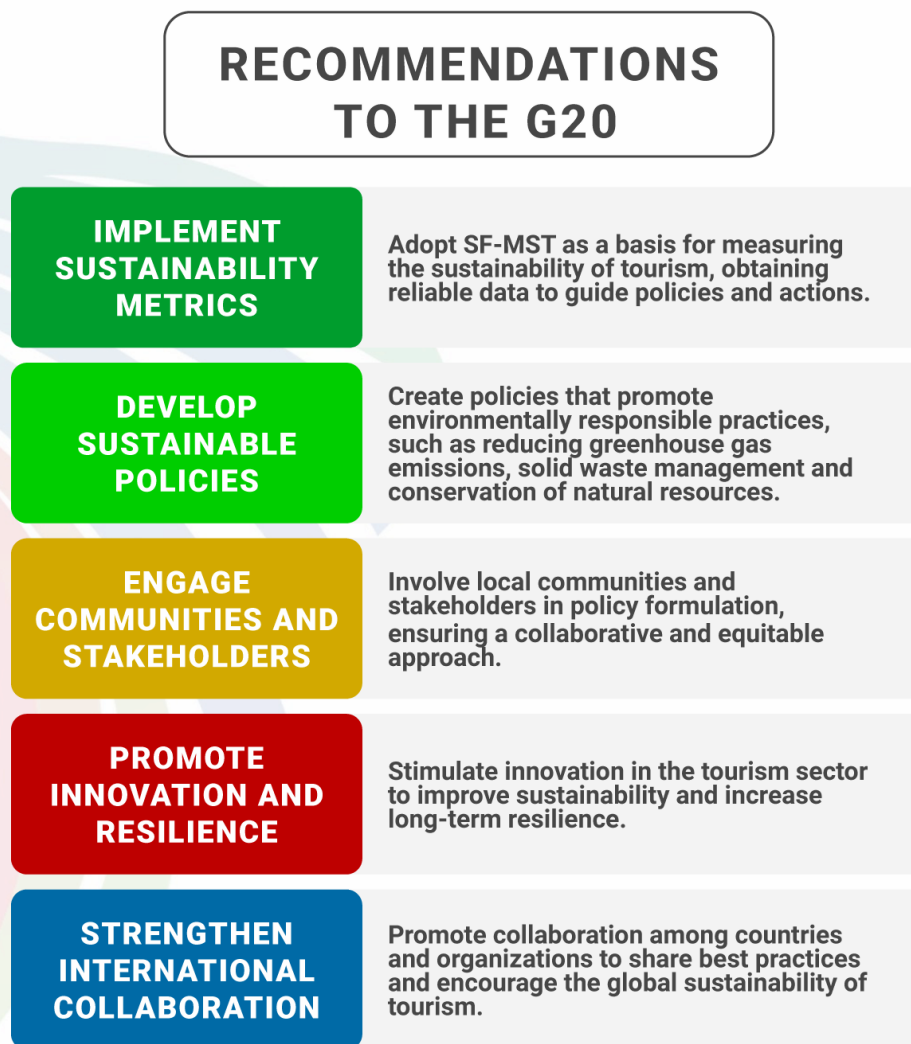 RECOMMENDATIONS
TO THE G20
IMPLEMENT
SUSTAINABILITY
METRICS
Adopt SF-MST as a basis for measuring
the sustainability of tourism, obtaining
reliable data to guide policies and actions.
DEVELOP
SUSTAINABLE
POLICIES
Create policies that promote
environmentally responsible practices,
such as reducing greenhouse gas
emissions, solid waste management and
conservation of natural resources.
ENGAGE
COMMUNITIES AND
STAKEHOLDERS
Involve local communities and
stakeholders in policy formulation,
ensuring a collaborative and equitable
approach.
PROMOTE
INNOVATION AND
RESILIENCE
Stimulate innovation in the tourism sector
to improve sustainability and increase
long-term resilience.
STRENGTHEN
INTERNATIONAL
COLLABORATION
Promote collaboration among countries
and organizations to share best practices
and encourage the global sustainability of
tourism.